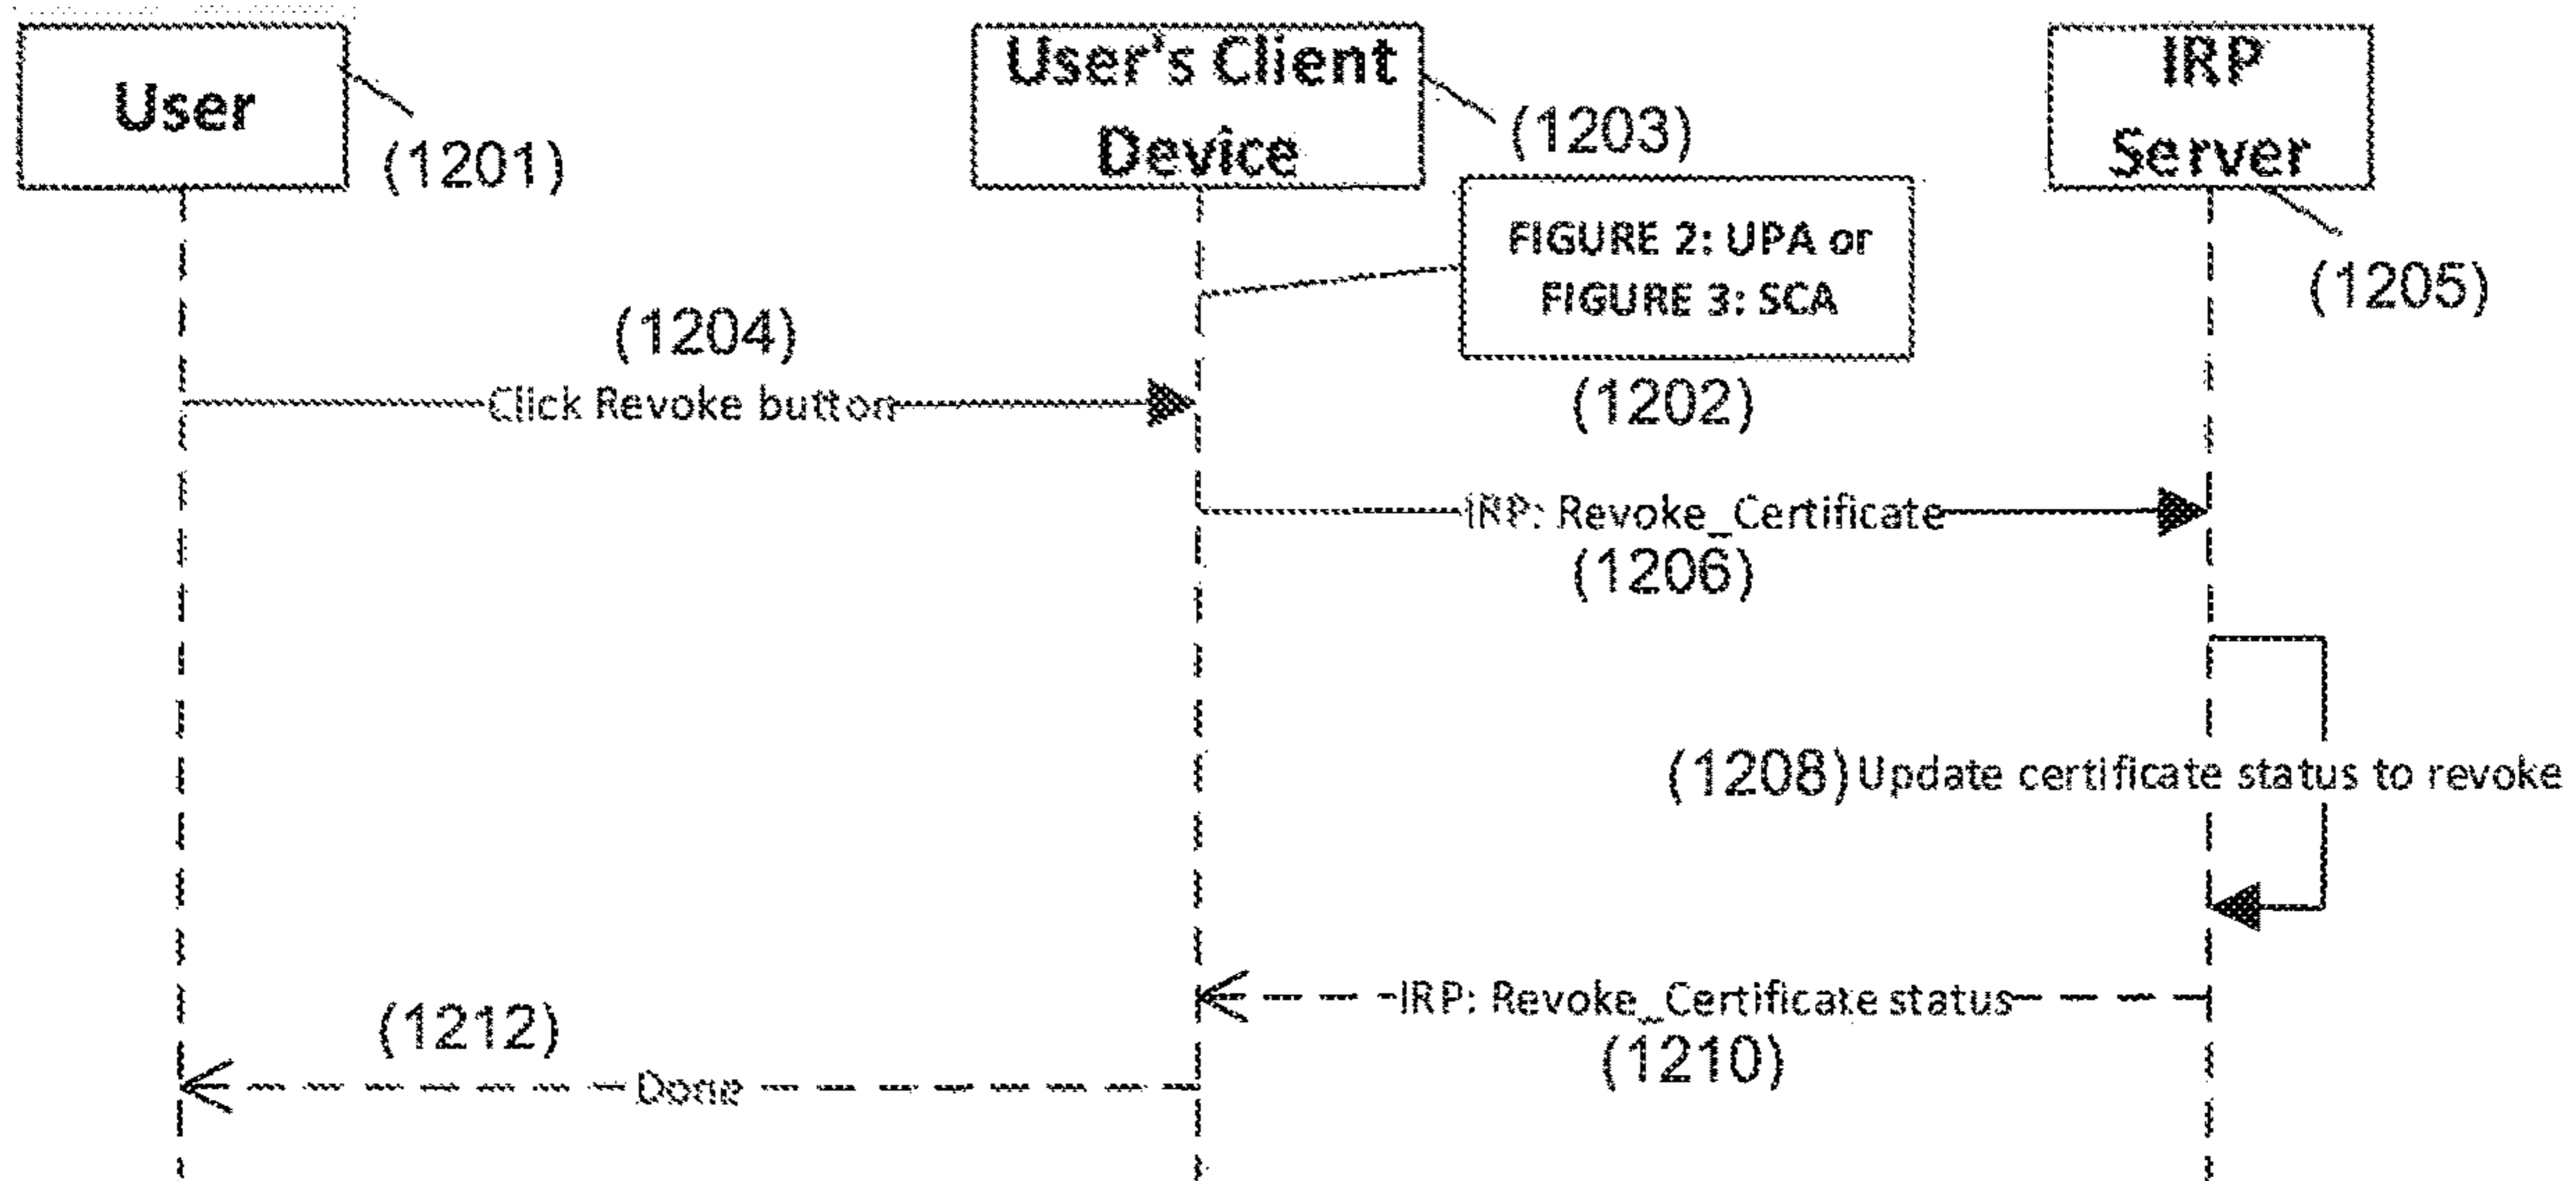 User
(1201)
User's Client
Device
(1203)
IRP
Server
(1205)
FIGURE 2: UPA or
FIGURE 3: SCA
(1202)
(1204)
Click Revoke button
IRP: Revoke_Certificate
(1206)
(1208) Update certificate status to revoke
IRP: Revoke_Certificate status
(1210)
(1212)
Done